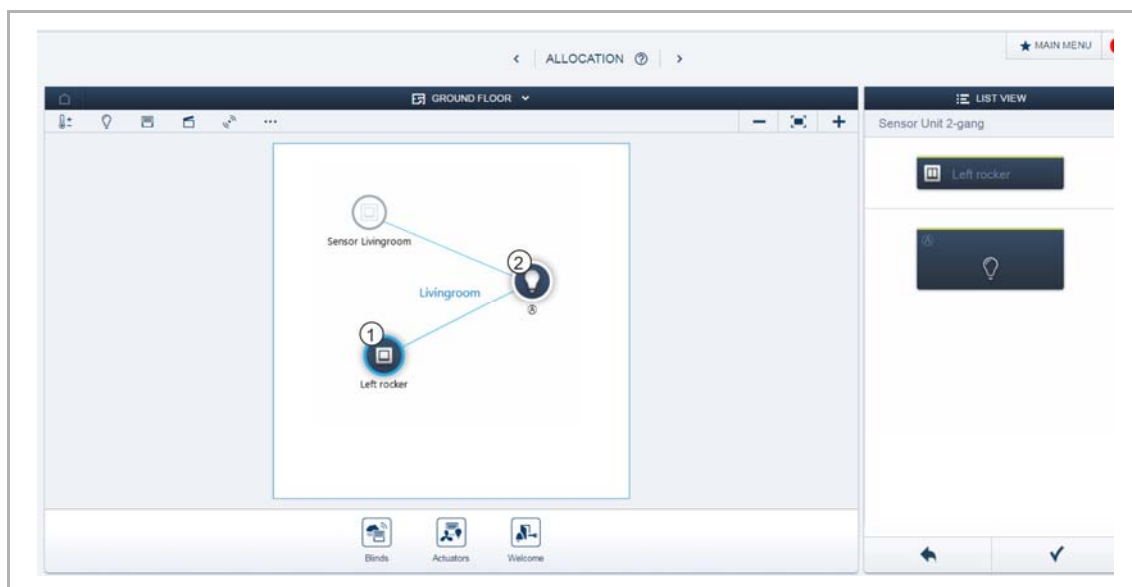 ALLOCATION
MAIN MENU
GROUND FLOOR
LIST VIEW
Sensor Unit 2-gang
Left rocker
Sensor Livingroom
2
A
Livingroom
A
1
Left rocker
Blinds
Actuators
Welcome